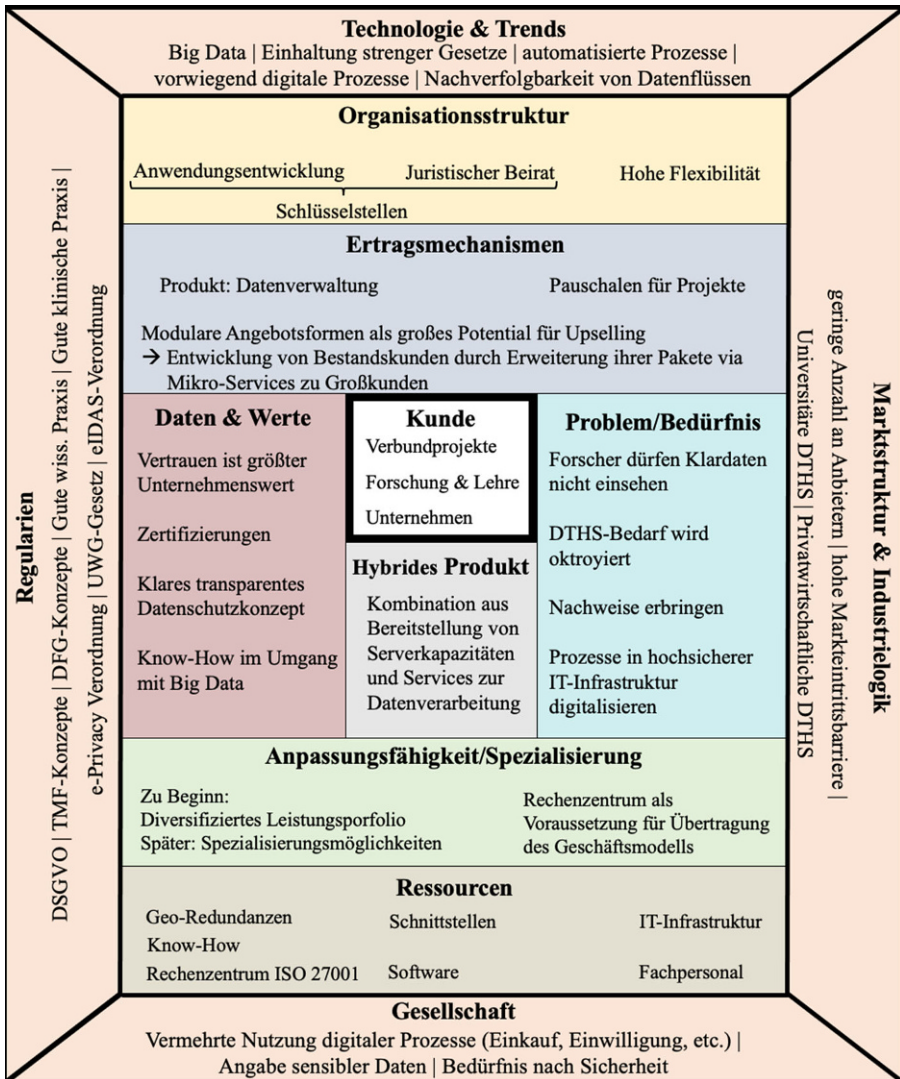 Technologie & Trends
Big Data | Einhaltung strenger Gesetze | automatisierte Prozesse |
vorwiegend digitale Prozesse | Nachverfolgbarkeit von Datenflüssen
Regularien
DSGVO | TMF-Konzepte | DFG-Konzepte | Gute wiss. Praxis | Gute klinische Praxis |
e-Privacy Verordnung | UWG-Gesetz | eIDAS-Verordnung
Organisationsstruktur
Anwendungsentwicklung
Juristischer Beirat
Hohe Flexibilität
Schlüsselstellen
Ertragsmechanismen
Produkt: Datenverwaltung
Pauschalen für Projekte
Modulare Angebotsformen als großes Potential für Upselling
→ Entwicklung von Bestandskunden durch Erweiterung ihrer Pakete via
Mikro-Services zu Großkunden
Daten & Werte
Vertrauen ist größter
Unternehmenswert
Zertifizierungen
Klares transparentes
Datenschutzkonzept
Know-How im Umgang
mit Big Data
Kunde
Verbundprojekte
Forschung & Lehre
Unternehmen
Hybrides Produkt
Kombination aus
Bereitstellung von
Serverkapazitäten
und Services zur
Datenverarbeitung
Problem/Bedürfnis
Forscher dürfen Klardaten
nicht einsehen
DTHS-Bedarf wird
oktroyiert
Nachweise erbringen
Prozesse in hochsicherer
IT-Infrastruktur
digitalisieren
Anpassungsfähigkeit/Spezialisierung
Zu Beginn:
Diversifiziertes Leistungsporfolio
Später: Spezialisierungsmöglichkeiten
Rechenzentrum als
Voraussetzung für Übertragung
des Geschäftsmodells
Ressourcen
Geo-Redundanzen
Know-How
Rechenzentrum ISO 27001
Schnittstellen
Software
IT-Infrastruktur
Fachpersonal
Marktstruktur & Industrielogik
geringe Anzahl an Anbietern | hohe Markteintrittsbarriere |
Universitäre DTHS | Privatwirtschaftliche DTHS
Gesellschaft
Vermehrte Nutzung digitaler Prozesse (Einkauf, Einwilligung, etc.) |
Angabe sensibler Daten | Bedürfnis nach Sicherheit